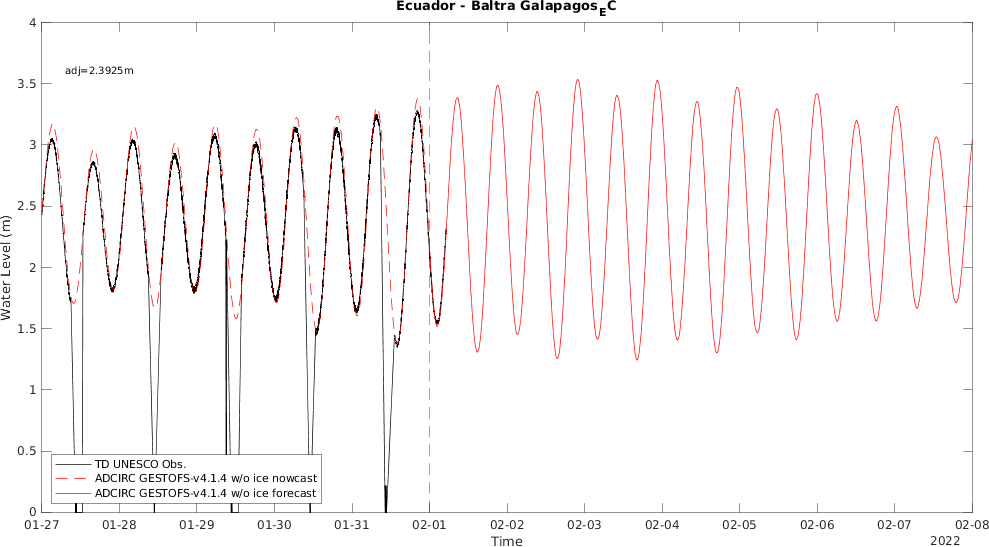 Ecuador - Baltra GalapagosEC
4
adj=2.3925m
3.5
3
2.5
Water Level (m)
2
1.5
1
0.5
TD UNESCO Obs.
ADCIRC GESTOFS-v4.1.4 w/o ice nowcast
ADCIRC GESTOFS-v4.1.4 w/o ice forecast
0
01-27 01-28 01-29 01-30 01-31 02-01 02-02 02-03 02-04 02-05 02-06 02-07 02-08
Time
2022